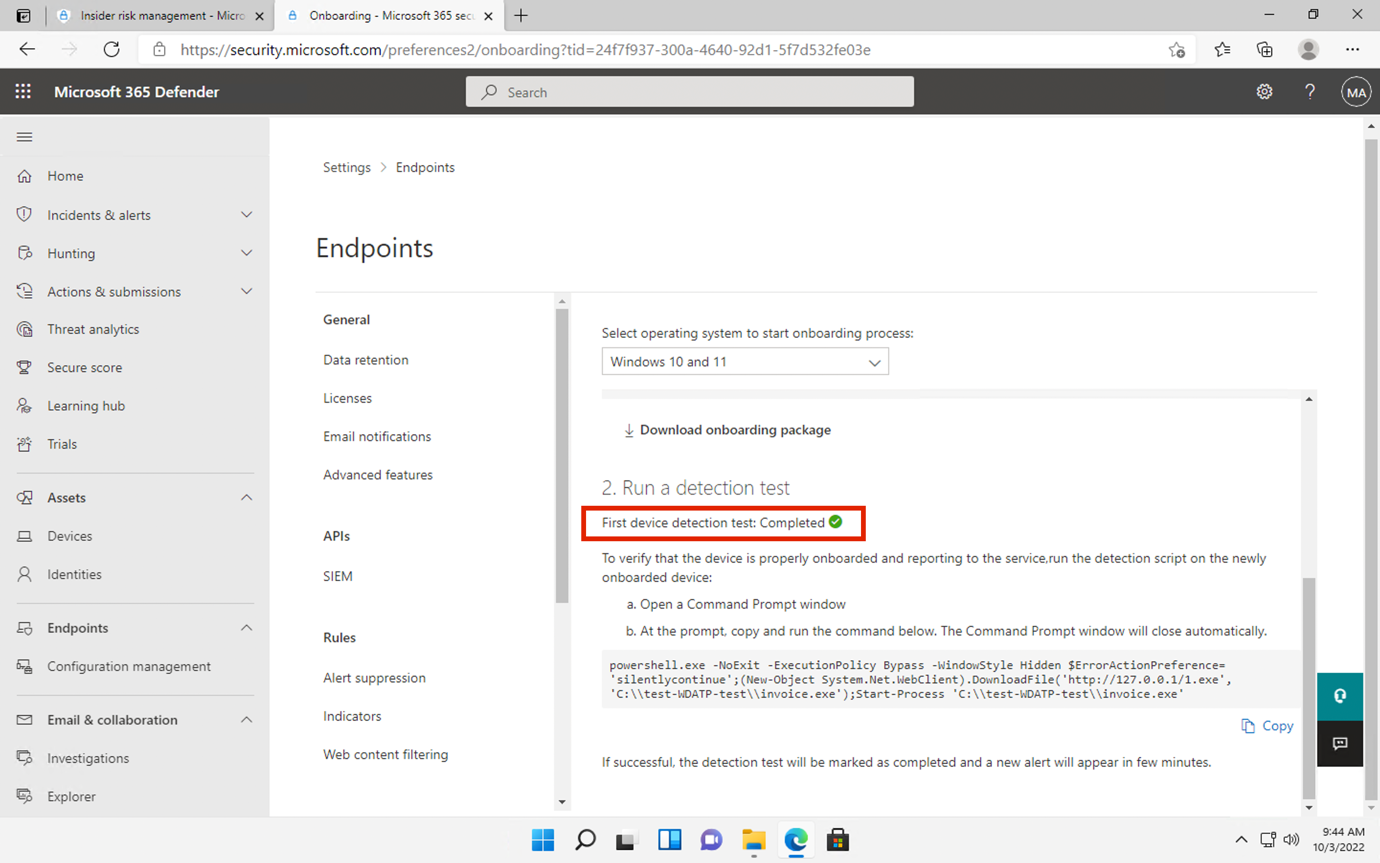 Insider risk management - Micro
Onboarding - Microsoft 365 secu
https://security.microsoft.com/preferences2/onboarding?tid=24f7f937-300a-4640-92d1-5f7d532fe03e
Microsoft 365 Defender
Search
?
MA
Home
Incidents & alerts
Hunting
Actions & submissions
Threat analytics
Secure score
Learning hub
Trials
Assets
Devices
Identities
Endpoints
Configuration management
Email & collaboration
Investigations
Explorer
Settings > Endpoints
Endpoints
General
Data retention
Licenses
Email notifications
Advanced features
APIs
SIEM
Rules
Alert suppression
Indicators
Web content filtering
Select operating system to start onboarding process:
Windows 10 and 11
Download onboarding package
2. Run a detection test
First device detection test: Completed
To verify that the device is properly onboarded and reporting to the service,run the detection script on the newly
onboarded device:
a. Open a Command Prompt window
b. At the prompt, copy and run the command below. The Command Prompt window will close automatically.
powershell.exe -NoExit -ExecutionPolicy Bypass -WindowStyle Hidden $ErrorActionPreference=
'silentlycontinue';(New-Object System.Net.WebClient).DownloadFile('http://127.0.0.1/1.exe',
'C:\\test-WDATP-test\\invoice.exe');Start-Process 'C:\\test-WDATP-test\\invoice.exe'
Copy
If successful, the detection test will be marked as completed and a new alert will appear in few minutes.
9:44 AM
10/3/2022